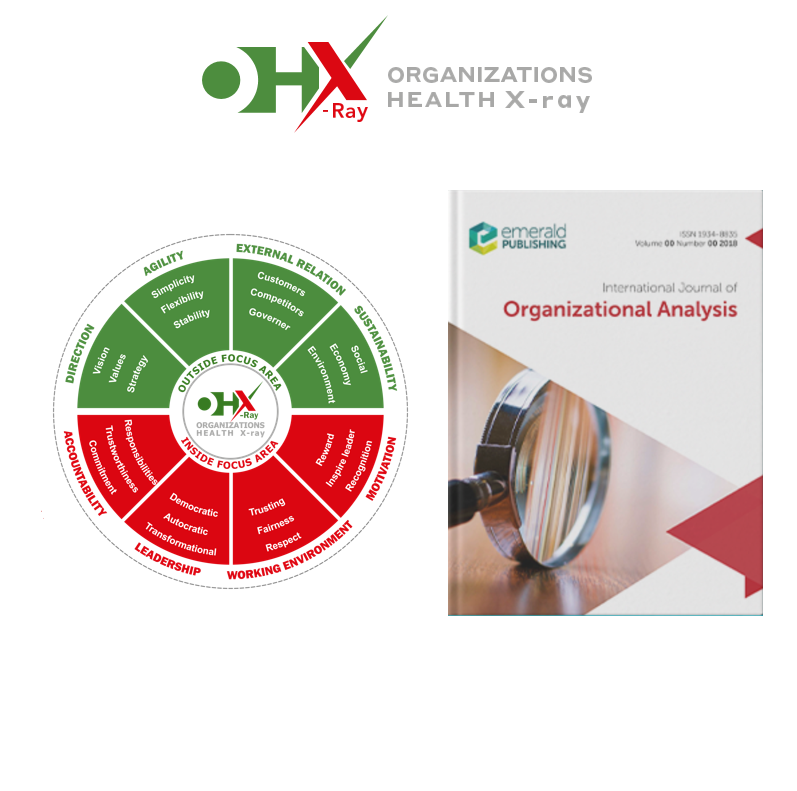 OHX
-Ray
ORGANIZATIONS
HEALTH X-ray
DIRECTION
Vision
Values
Strategy
AGILITY
Simplicity
Flexibility
Stability
EXTERNAL RELATION
Customers
Competitors
Governer
SUSTAINABILITY
Social
Economy
Environment
OUTSIDE FOCUS AREA
OHX
-Ray
ORGANIZATIONS
HEALTH X-ray
INSIDE FOCUS AREA
ACCOUNTABILITY
Responsibilities
Trustworthiness
Commitment
LEADERSHIP
Democratic
Autocratic
Transformational
WORKING ENVIRONMENT
Trusting
Fairness
Respect
MOTIVATION
Reward
Inspire leader
Recognition
emerald
PUBLISHING
ISSN 1934-8835
Volume 00 Number 00 2018
International Journal of
Organizational Analysis